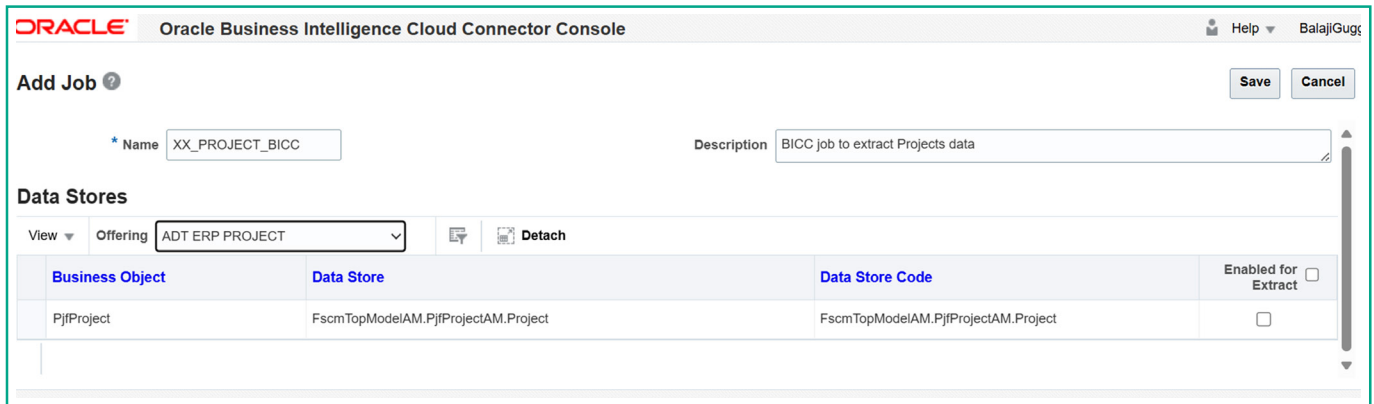 ORACLE Oracle Business Intelligence Cloud Connector Console Help BalajiGugg
Add Job ? Save Cancel
* Name XX_PROJECT_BICC Description BICC job to extract Projects data
Data Stores
View Offering ADT ERP PROJECT Detach
Business Object Data Store Data Store Code Enabled for
Extract
PjfProject FscmTopModelAM.PjfProjectAM.Project FscmTopModelAM.PjfProjectAM.Project